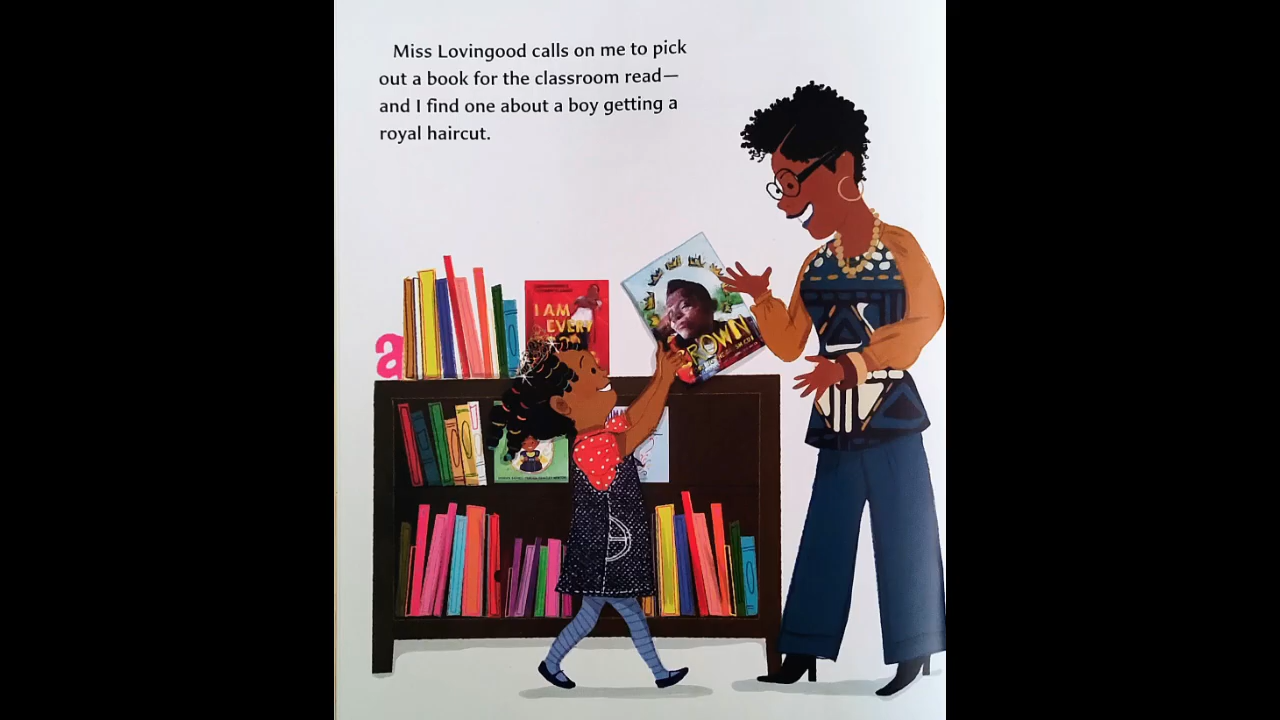 Miss Lovingood calls on me to pick
out a book for the classroom read—
and I find one about a boy getting a
royal haircut.
a
I AM
EVERY
CROWN